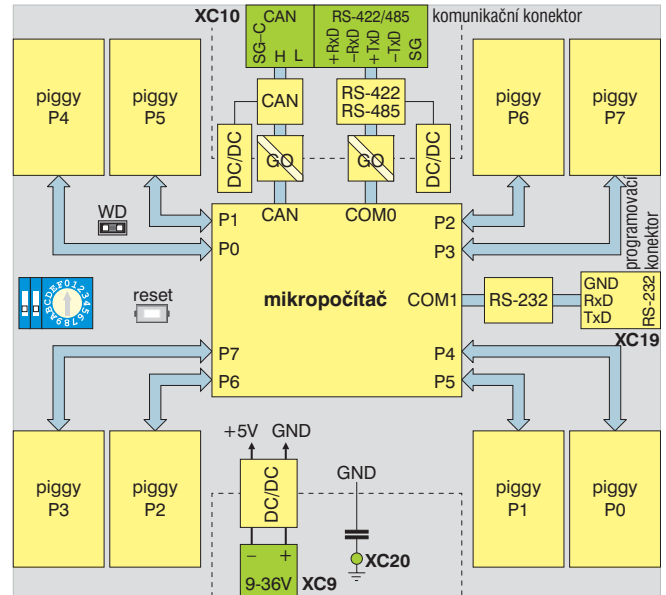 XC10
CAN
RS-422/485
komunikační konektor
SG–C
H
L
+RxD
–RxD
+TxD
–TxD
SG
piggy
P4
piggy
P5
CAN
DC/DC
GO
RS-422
RS-485
DC/DC
GO
piggy
P6
piggy
P7
WD
P1
P0
CAN
COM0
P2
P3
programovací
konektor
0123456789ABCDEF
reset
mikropočítač
COM1
RS-232
GND
RxD
TxD
RS-232
XC19
P7
P6
P4
P5
piggy
P3
piggy
P2
+5V
GND
DC/DC
GND
piggy
P1
piggy
P0
–
+
9-36V
XC9
XC20